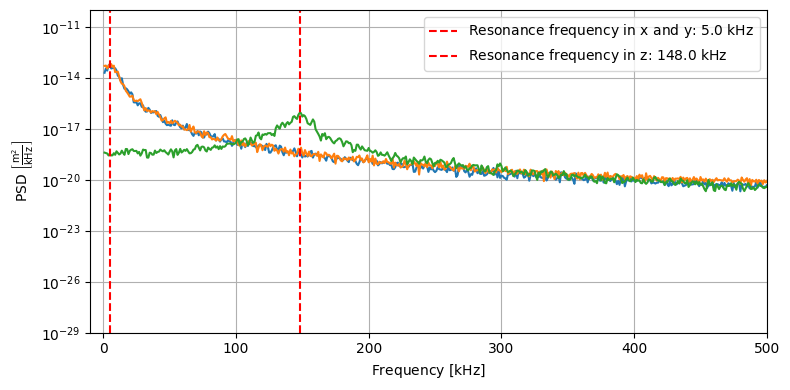 Resonance frequency in x and y: 5.0 kHz
Resonance frequency in z: 148.0 kHz
10⁻¹¹
10⁻¹⁴
10⁻¹⁷
10⁻²⁰
10⁻²³
10⁻²⁶
10⁻²⁹
PSD [m²/kHz]
0 100 200 300 400 500
Frequency [kHz]